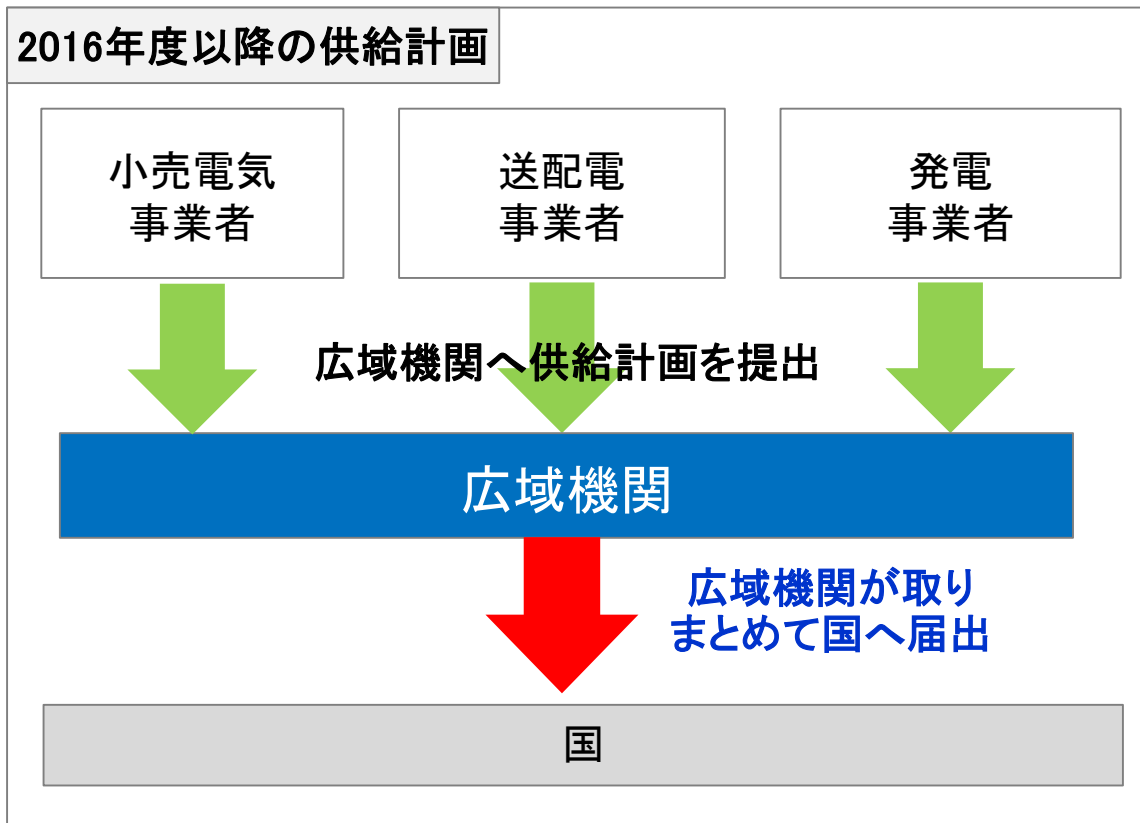 2016年度以降の供給計画
小売電気
事業者
送配電
事業者
発電
事業者
広域機関へ供給計画を提出
広域機関
広域機関が取り
まとめて国へ届出
国